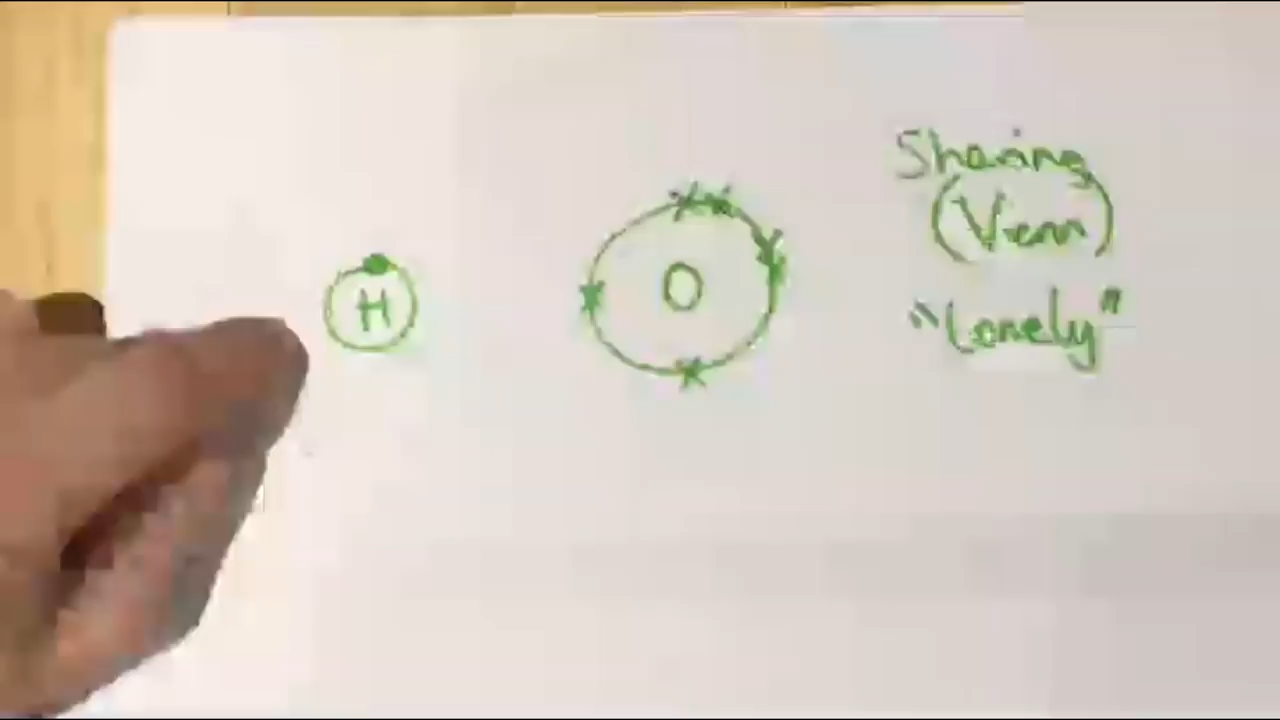 H
O
Sharing
(Venn)
"Lonely"